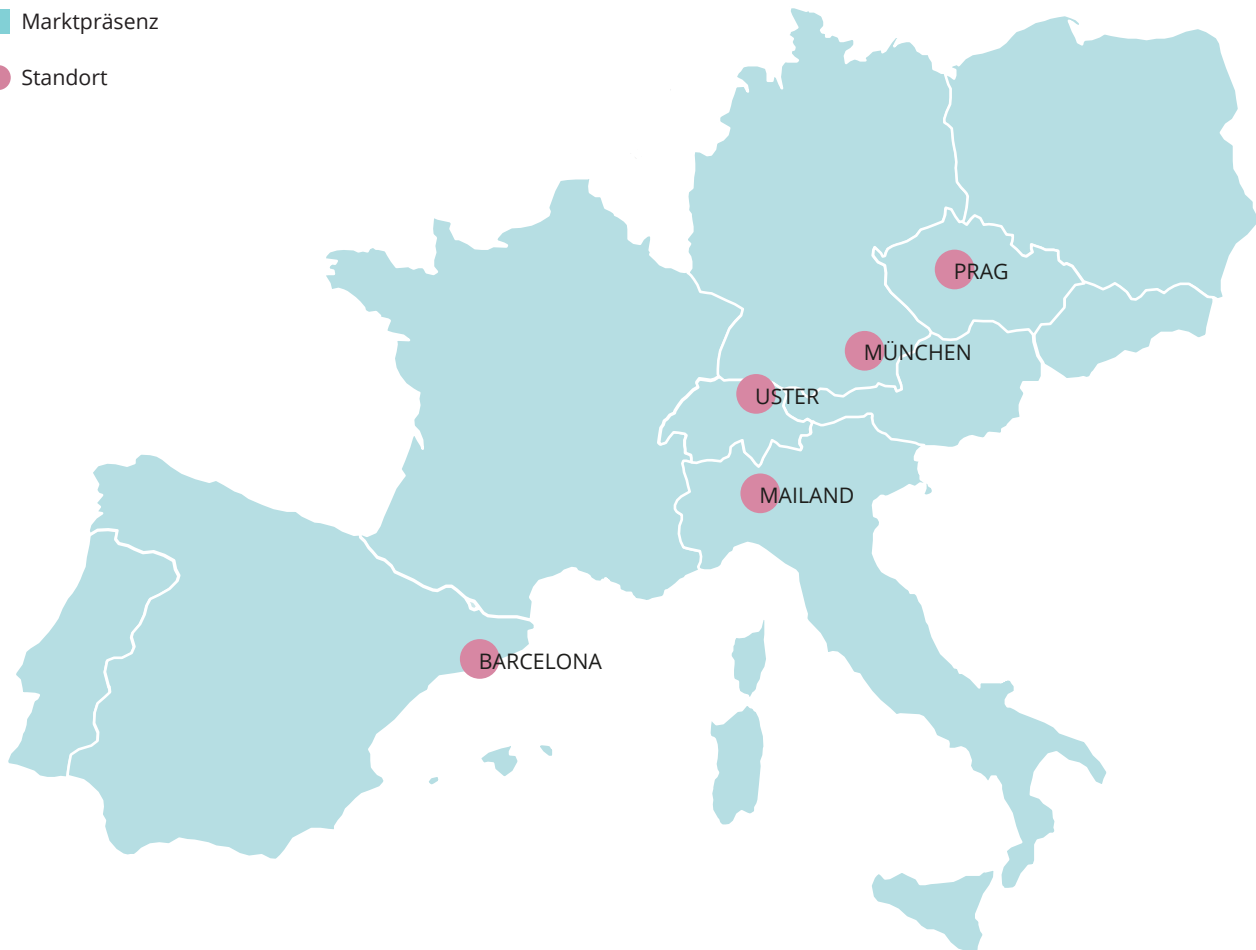 Marktpräsenz
Standort
PRAG
MÜNCHEN
USTER
MAILAND
BARCELONA